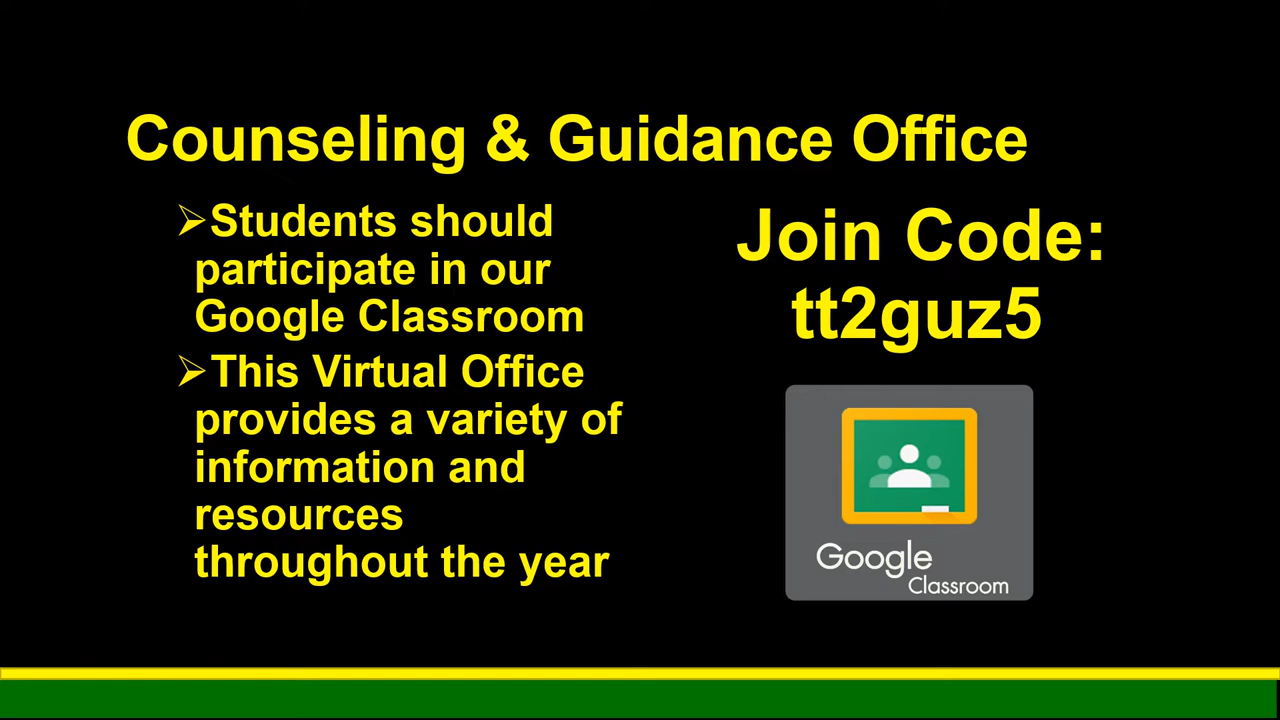 Counseling & Guidance Office
➢Students should
participate in our
Google Classroom
➢This Virtual Office
provides a variety of
information and
resources
throughout the year
Join Code:
tt2guz5
Google
Classroom